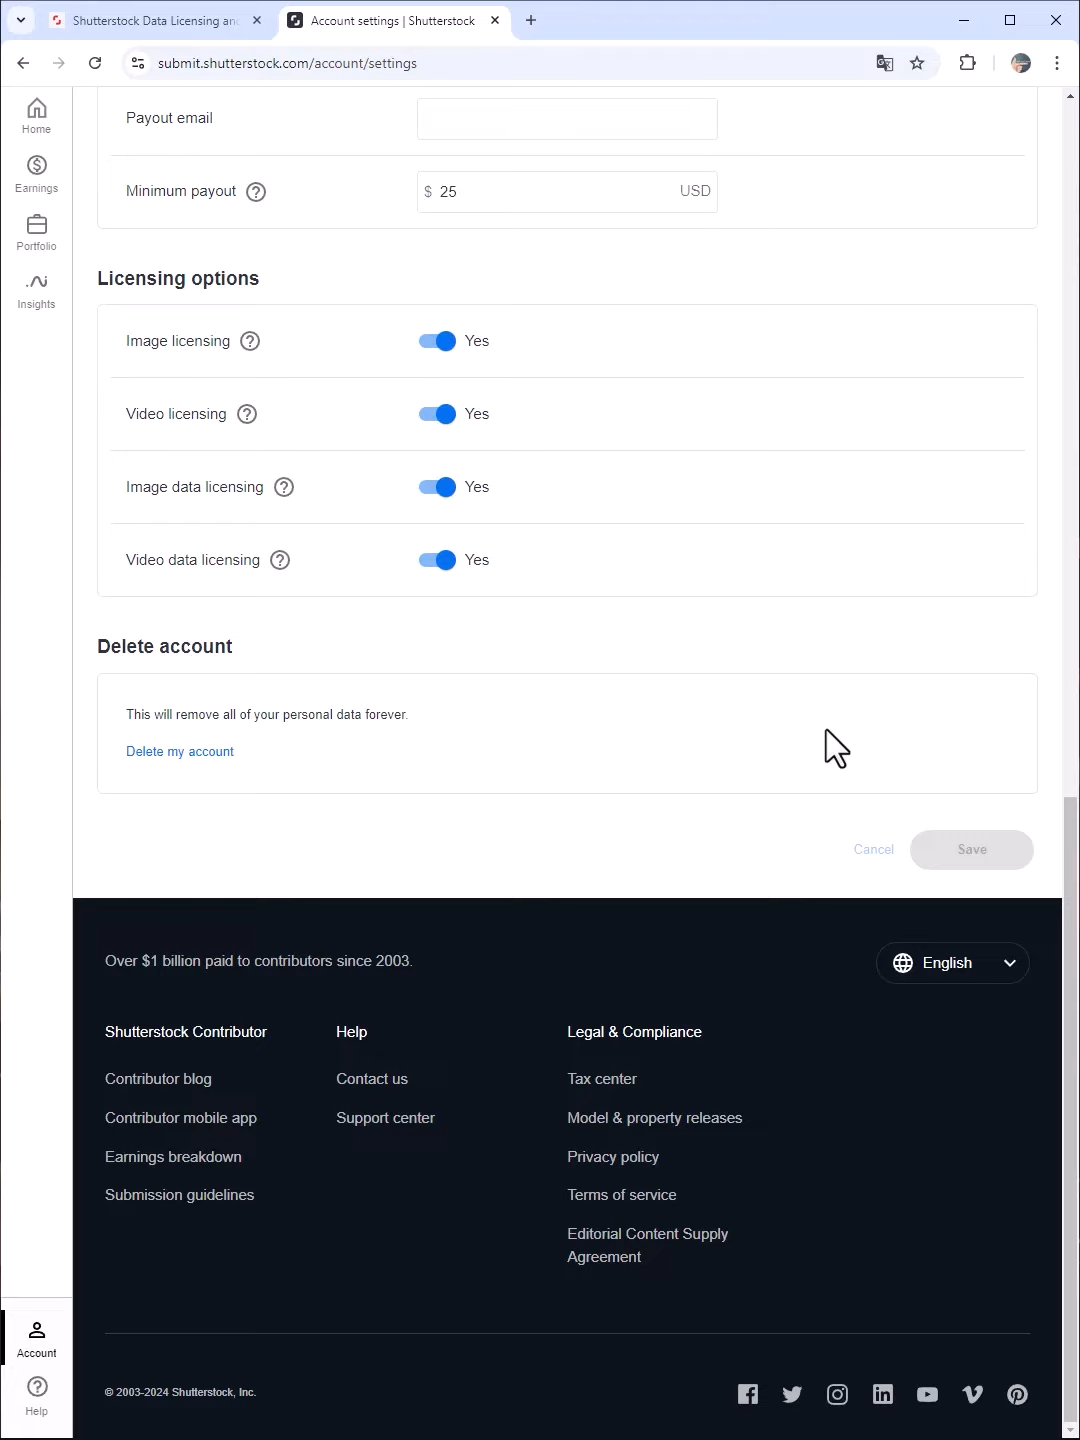 Shutterstock Data Licensing an
Account settings | Shutterstock
submit.shutterstock.com/account/settings
Home
Earnings
Portfolio
Insights
Payout email
Minimum payout ?
$ 25 USD
Licensing options
Image licensing ? Yes
Video licensing ? Yes
Image data licensing ? Yes
Video data licensing ? Yes
Delete account
This will remove all of your personal data forever.
Delete my account
Cancel Save
Over $1 billion paid to contributors since 2003.
English
Shutterstock Contributor
Contributor blog
Contributor mobile app
Earnings breakdown
Submission guidelines
Help
Contact us
Support center
Legal & Compliance
Tax center
Model & property releases
Privacy policy
Terms of service
Editorial Content Supply
Agreement
Account
Help
© 2003-2024 Shutterstock, Inc.